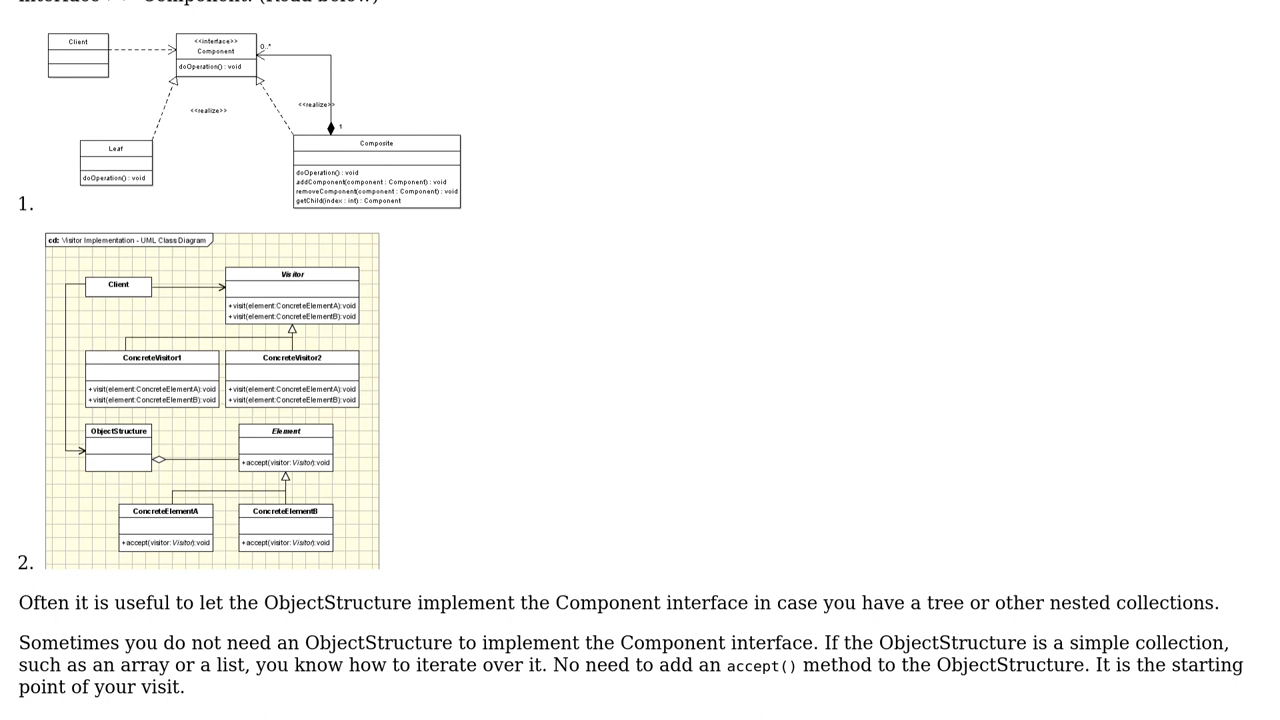 interface>> Component. (Read below)
Client
<<interface>>
Component
0..*
doOperation() : void
<<realize>>
<<realize>>
1
Leaf
doOperation() : void
Composite
doOperation() : void
addComponent(component : Component) : void
removeComponent(component : Component) : void
getChild(index : int) : Component
1.
cd: Visitor Implementation - UML Class Diagram
Client
Visitor
+visit(element:ConcreteElementA):void
+visit(element:ConcreteElementB):void
ConcreteVisitor1
+visit(element:ConcreteElementA):void
+visit(element:ConcreteElementB):void
ConcreteVisitor2
+visit(element:ConcreteElementA):void
+visit(element:ConcreteElementB):void
ObjectStructure
Element
+accept(visitor:Visitor):void
ConcreteElementA
+accept(visitor:Visitor):void
ConcreteElementB
+accept(visitor:Visitor):void
2.
Often it is useful to let the ObjectStructure implement the Component interface in case you have a tree or other nested collections.
Sometimes you do not need an ObjectStructure to implement the Component interface. If the ObjectStructure is a simple collection,
such as an array or a list, you know how to iterate over it. No need to add an accept() method to the ObjectStructure. It is the starting
point of your visit.